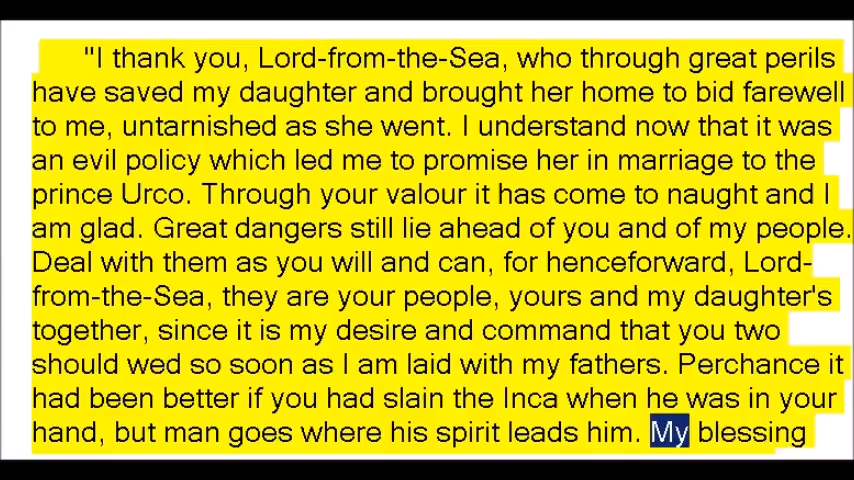 "I thank you, Lord-from-the-Sea, who through great perils
have saved my daughter and brought her home to bid farewell
to me, untarnished as she went. I understand now that it was
an evil policy which led me to promise her in marriage to the
prince Urco. Through your valour it has come to naught and I
am glad. Great dangers still lie ahead of you and of my people.
Deal with them as you will and can, for henceforward, Lord-
from-the-Sea, they are your people, yours and my daughter's
together, since it is my desire and command that you two
should wed so soon as I am laid with my fathers. Perchance it
had been better if you had slain the Inca when he was in your
hand, but man goes where his spirit leads him. My blessing